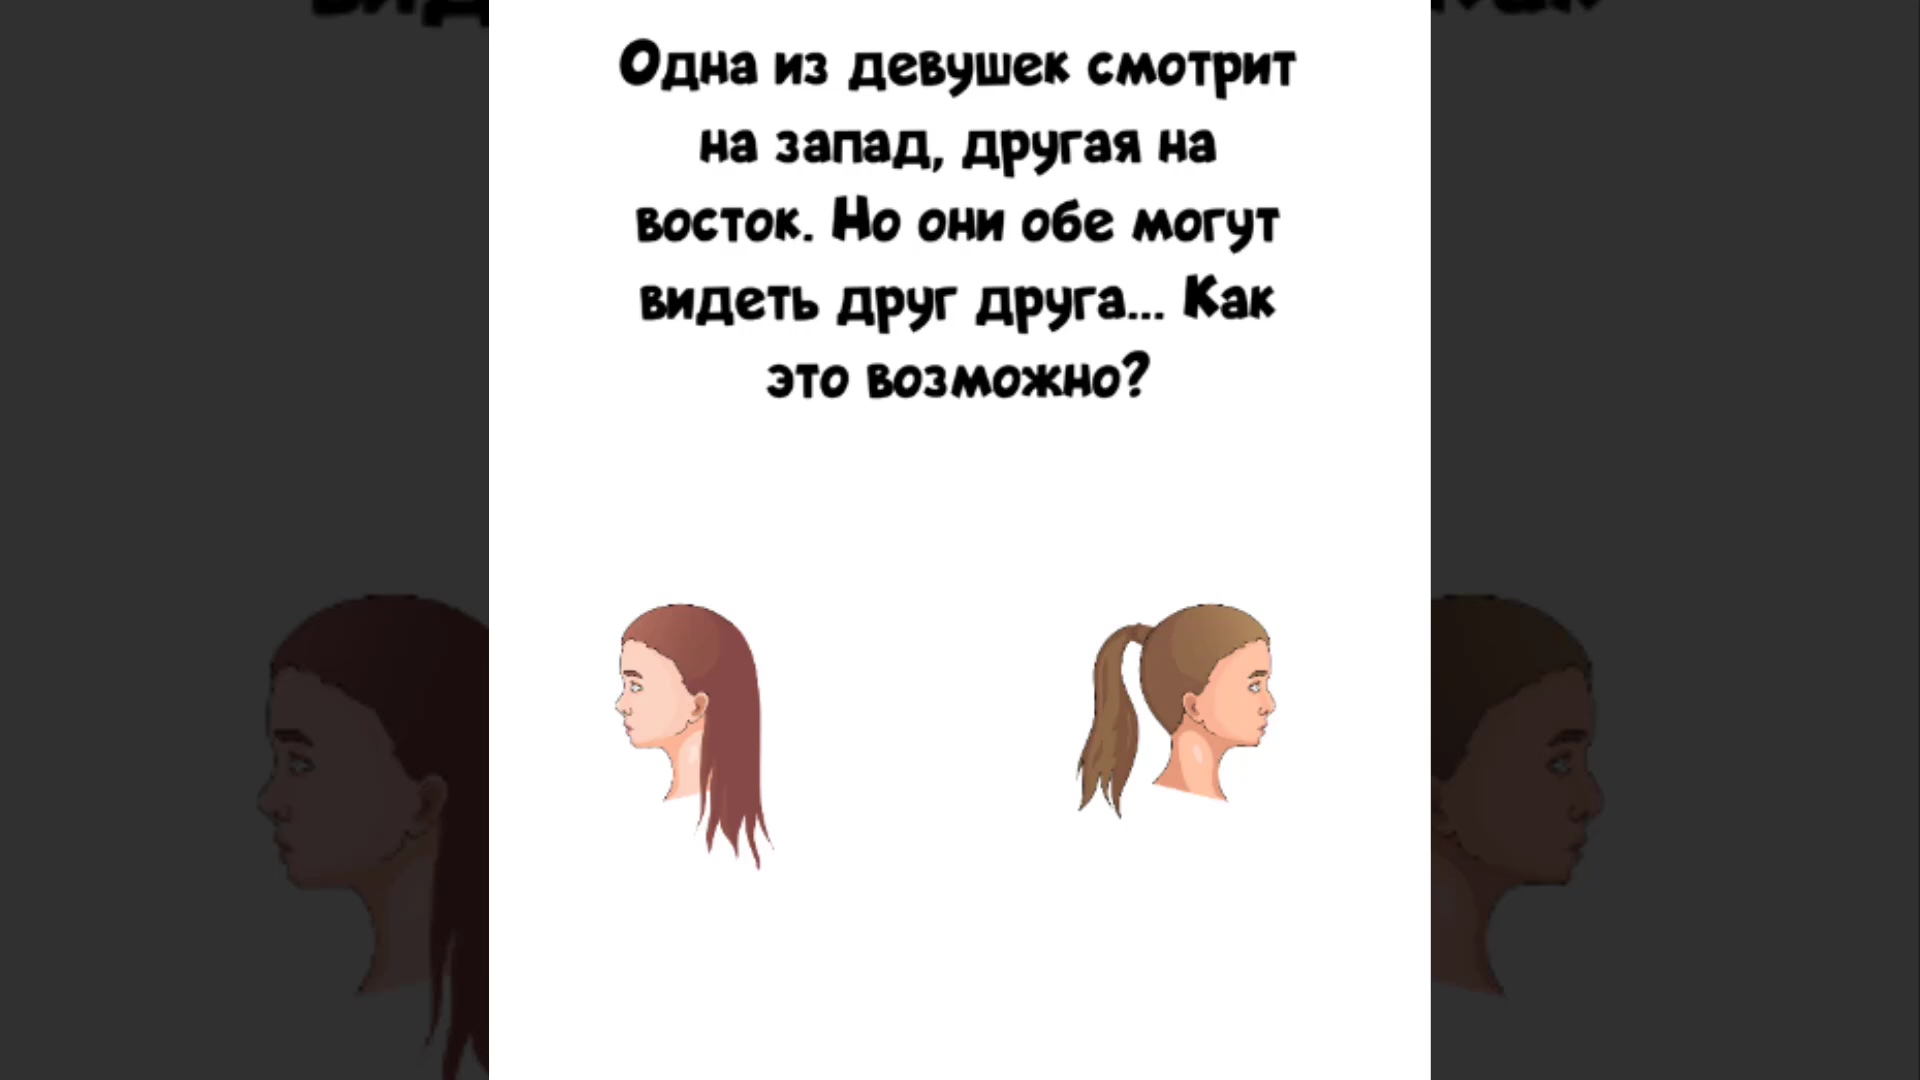 Одна из девушек смотрит
на запад, другая на
восток. Но они обе могут
видеть друг друга... Как
это возможно?